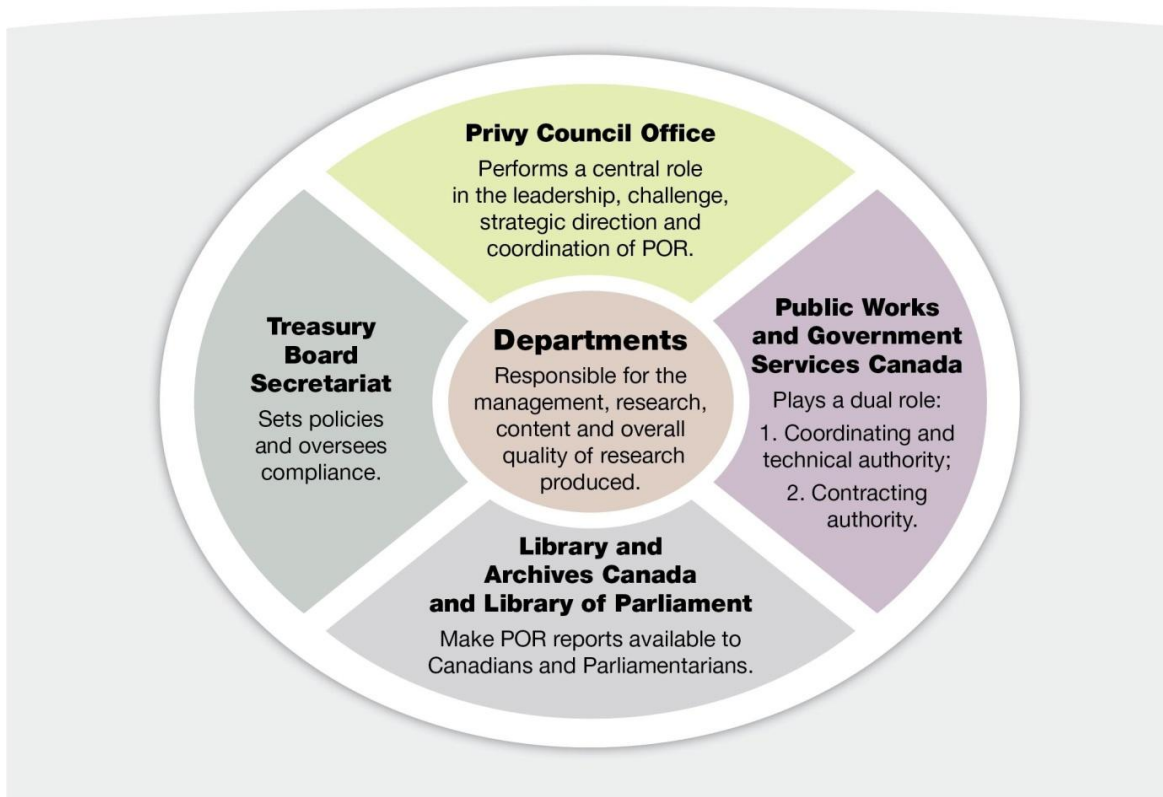 Privy Council Office
Performs a central role
in the leadership, challenge,
strategic direction and
coordination of POR.
Treasury
Board
Secretariat
Sets policies
and oversees
compliance.
Departments
Responsible for the
management, research,
content and overall
quality of research
produced.
Public Works
and Government
Services Canada
Plays a dual role:
1. Coordinating and
technical authority;
2. Contracting
authority.
Library and
Archives Canada
and Library of Parliament
Make POR reports available to
Canadians and Parliamentarians.